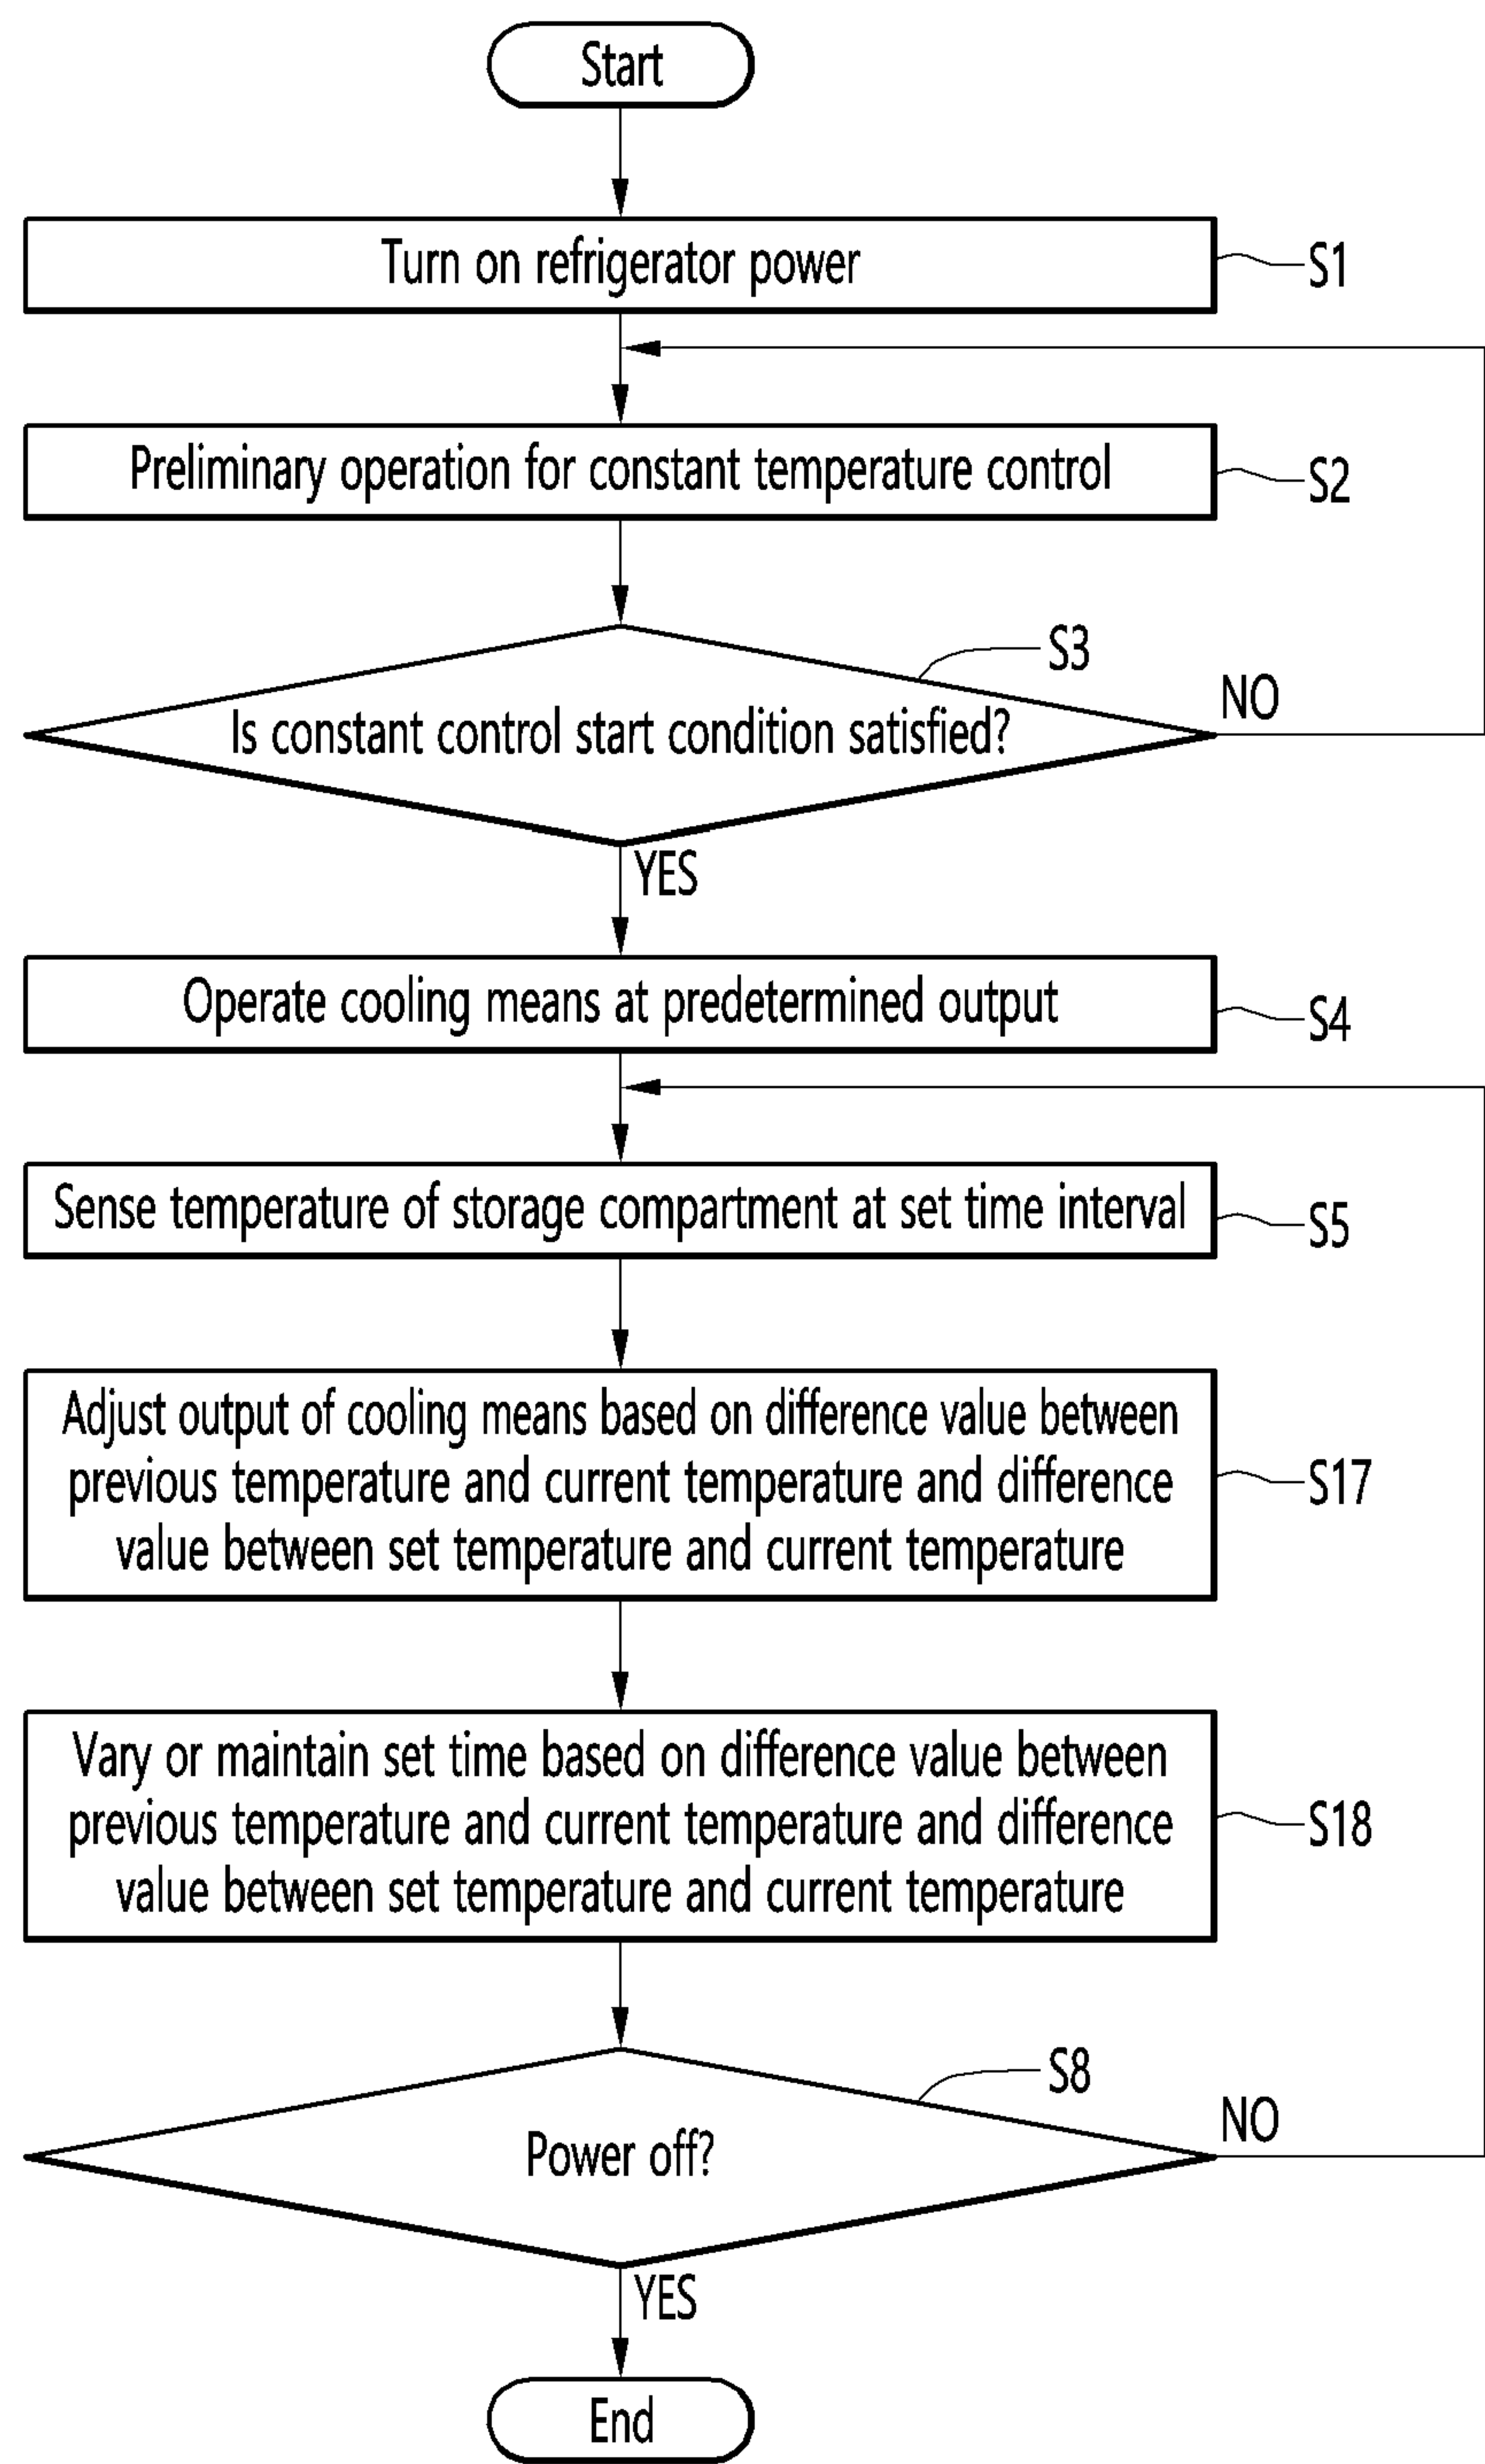 Start
Turn on refrigerator power
S1
Preliminary operation for constant temperature control
S2
S3
Is constant control start condition satisfied?
NO
YES
Operate cooling means at predetermined output
S4
Sense temperature of storage compartment at set time interval
S5
Adjust output of cooling means based on difference value between
previous temperature and current temperature and difference
value between set temperature and current temperature
S17
Vary or maintain set time based on difference value between
previous temperature and current temperature and difference
value between set temperature and current temperature
S18
S8
Power off?
NO
YES
End